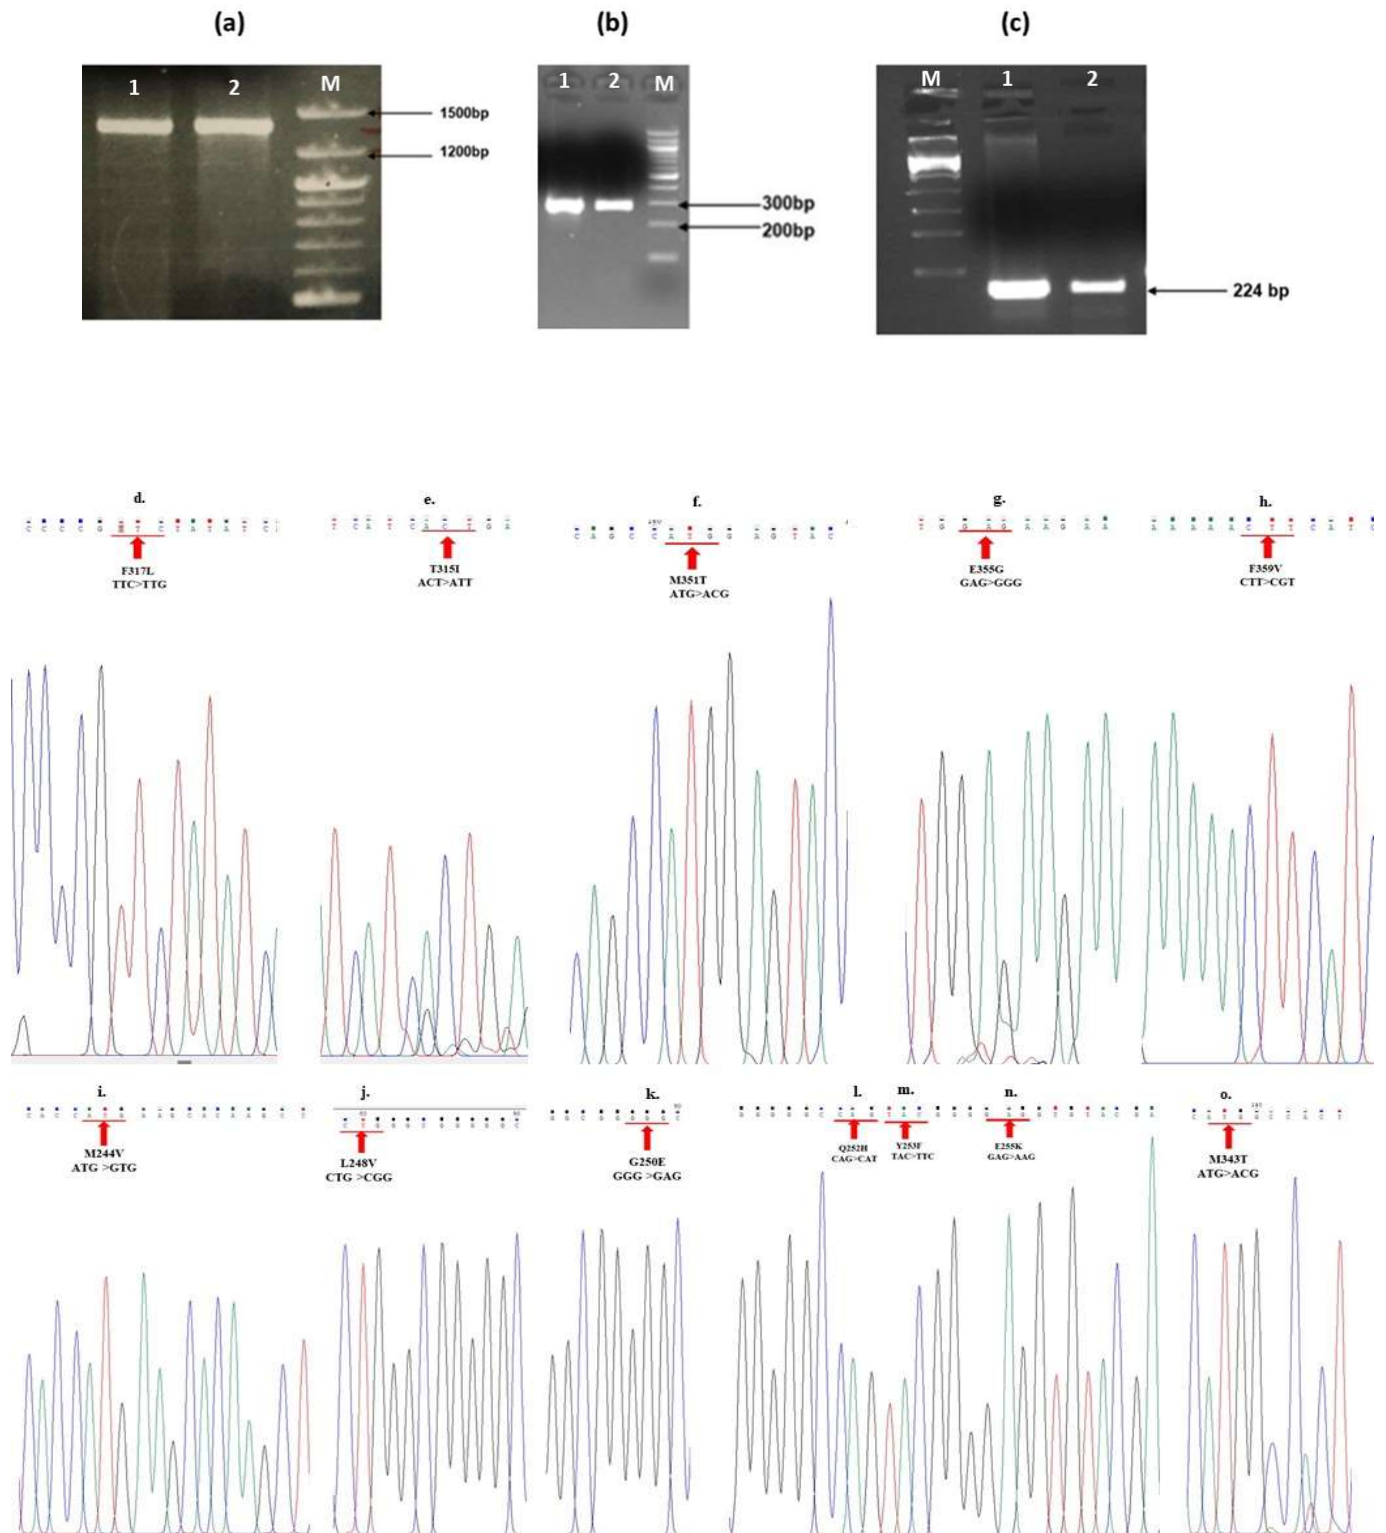 (a)
(b)
(c)
1 2 M
1500bp
1200bp
1 2 M
300bp
200bp
M 1 2
224 bp
d.
e.
f.
g.
h.
F317L
TTC>TTG
T315I
ACT>ATT
M351T
ATG>ACG
E355G
GAG>GGG
F359V
CTT>CGT
i.
j.
k.
l.
m.
n.
o.
M244V
ATG >GTG
L248V
CTG >CGG
G250E
GGG >GAG
Q252H
CAG>CAT
Y253F
TAC>TTC
E255K
GAG>AAG
M343T
ATG>ACG